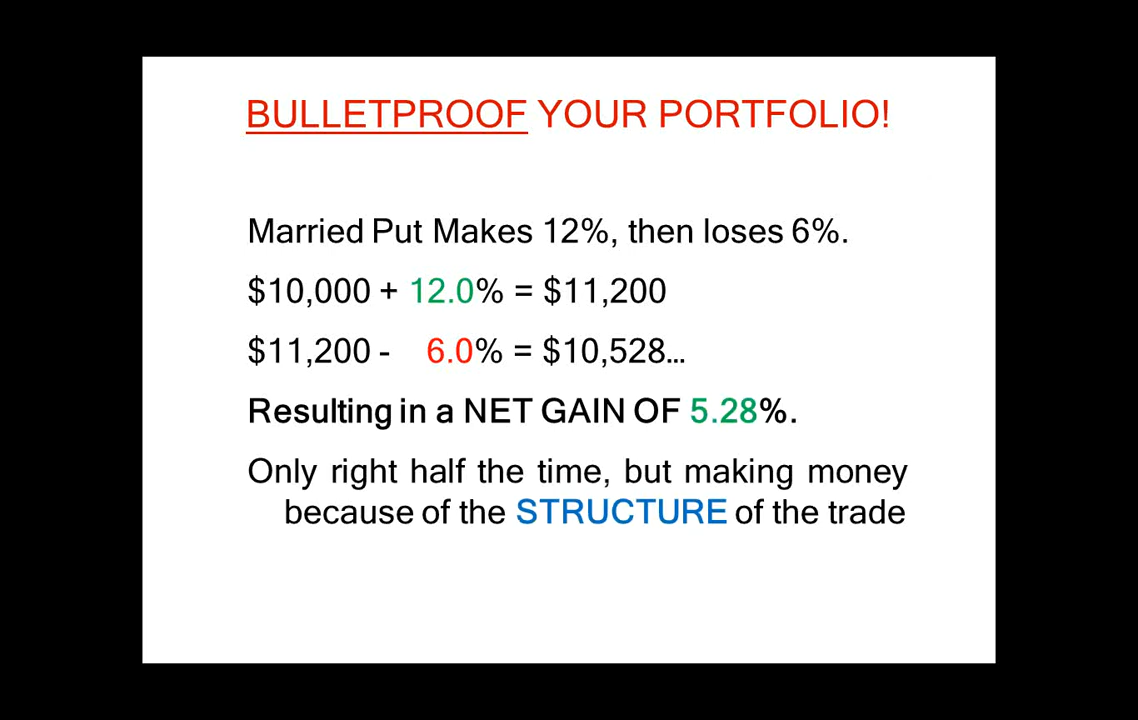 BULLETPROOF YOUR PORTFOLIO!
Married Put Makes 12%, then loses 6%.
$10,000 + 12.0% = $11,200
$11,200 - 6.0% = $10,528...
Resulting in a NET GAIN OF 5.28%.
Only right half the time, but making money
because of the STRUCTURE of the trade